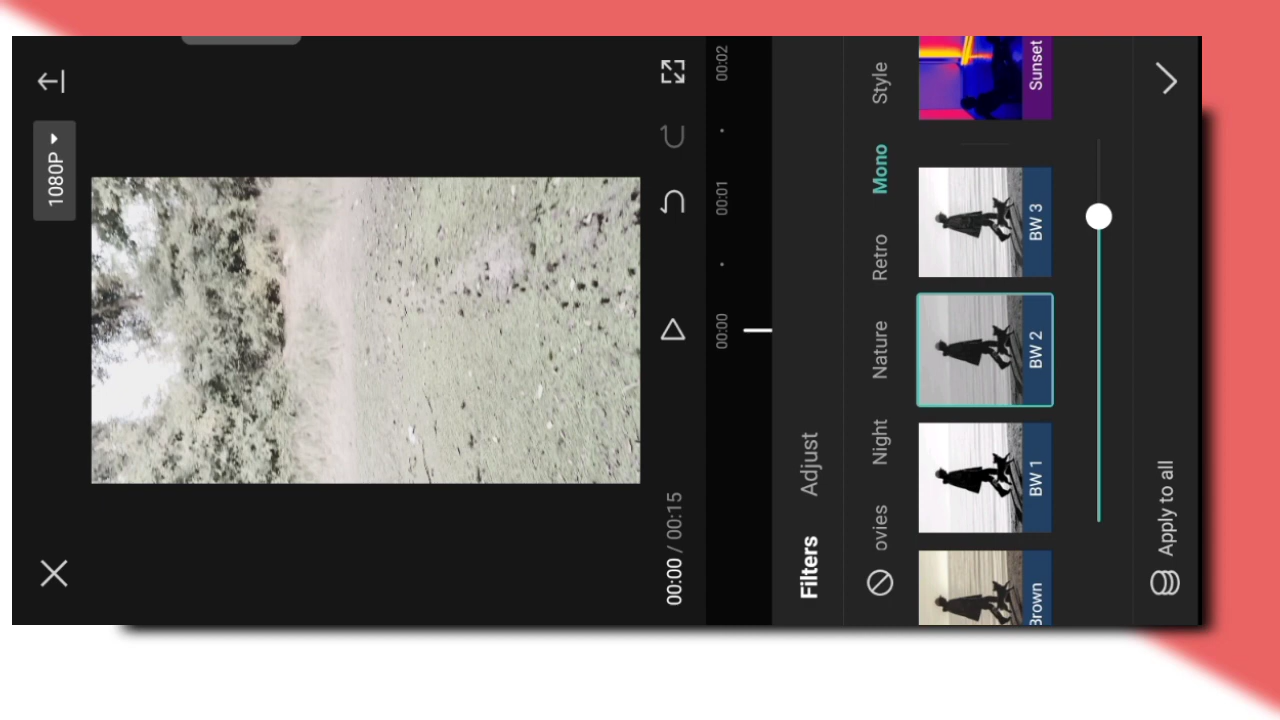 1080P
00:00 / 00:15
00:00
00:01
00:02
Filters
Adjust
ovies
Night
Nature
Retro
Mono
Style
Brown
BW 1
BW 2
BW 3
Sunset
Apply to all